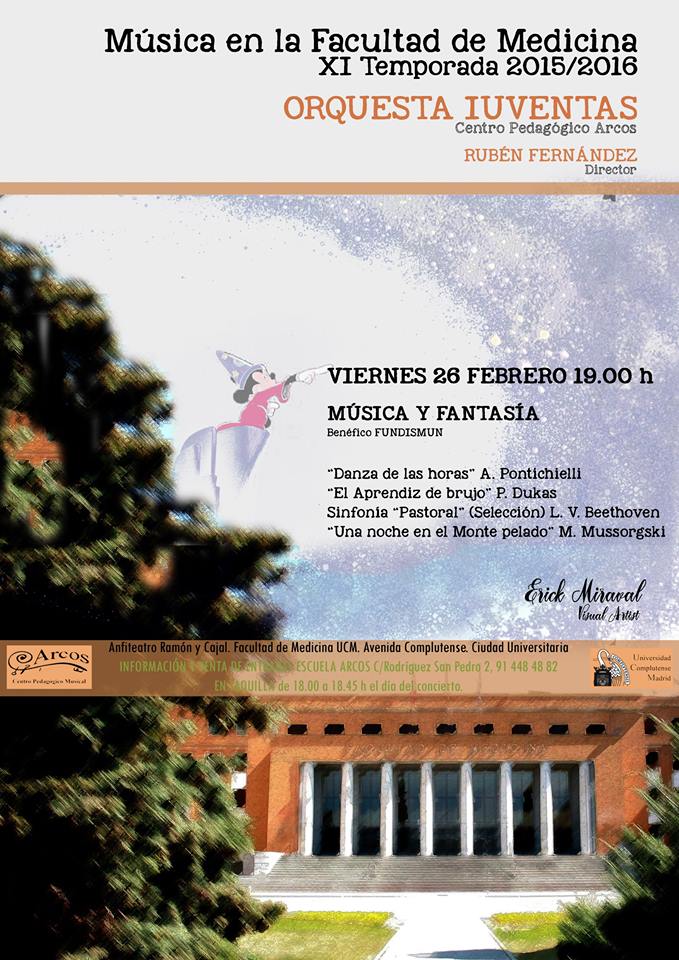 Música en la Facultad de Medicina
XI Temporada 2015/2016
ORQUESTA IUVENTAS
Centro Pedagógico Arcos
RUBÉN FERNÁNDEZ
Director
VIERNES 26 FEBRERO 19.00 h
MÚSICA Y FANTASÍA
Benéfico FUNDISMUN
“Danza de las horas” A. Pontichielli
“El Aprendiz de brujo” P. Dukas
Sinfonia “Pastoral” (Selección) L. V. Beethoven
“Una noche en el Monte pelado” M. Mussorgski
Erick Miraval
Visual Artist
Anfiteatro Ramón y Cajal. Facultad de Medicina UCM. Avenida Complutense. Ciudad Universitaria
INFORMACIÓN Y VENTA DE ENTRADAS ESCUELA ARCOS C/Rodríguez San Pedro 2, 91 448 48 82
EN TAQUILLA de 18.00 a 18.45 h el día del concierto.
Arcos
Centro Pedagógico Musical
Universidad
Complutense
Madrid